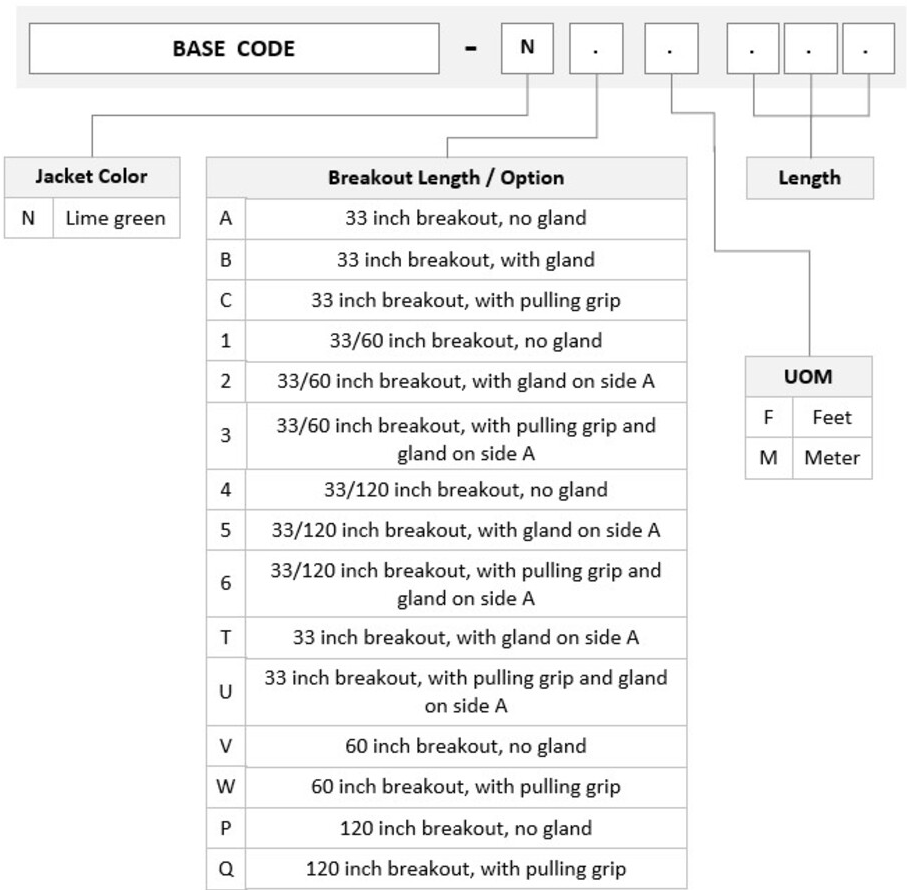 BASE CODE - N . . . . .
Jacket Color
N Lime green
Breakout Length / Option
A 33 inch breakout, no gland
B 33 inch breakout, with gland
C 33 inch breakout, with pulling grip
1 33/60 inch breakout, no gland
2 33/60 inch breakout, with gland on side A
3 33/60 inch breakout, with pulling grip and
gland on side A
4 33/120 inch breakout, no gland
5 33/120 inch breakout, with gland on side A
6 33/120 inch breakout, with pulling grip and
gland on side A
T 33 inch breakout, with gland on side A
U 33 inch breakout, with pulling grip and gland
on side A
V 60 inch breakout, no gland
W 60 inch breakout, with pulling grip
P 120 inch breakout, no gland
Q 120 inch breakout, with pulling grip
Length
UOM
F Feet
M Meter